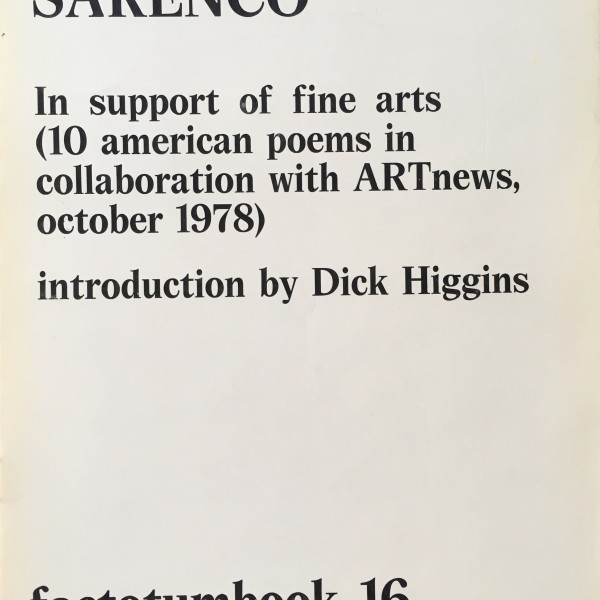 SARENCO
In support of fine arts
(10 american poems in
collaboration with ARTnews,
october 1978)
introduction by Dick Higgins
factotumbook 16